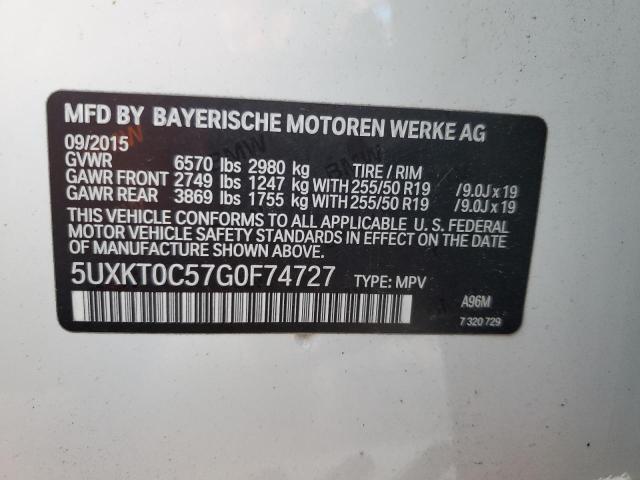 MFD BY BAYERISCHE MOTOREN WERKE AG
09/2015
GVWR 6570 lbs 2980 kg TIRE / RIM
GAWR FRONT 2749 lbs 1247 kg WITH 255/50 R19 /9.0J x 19
GAWR REAR 3869 lbs 1755 kg WITH 255/50 R19 /9.0J x 19
THIS VEHICLE CONFORMS TO ALL APPLICABLE U. S. FEDERAL
MOTOR VEHICLE SAFETY STANDARDS IN EFFECT
ON THE DATE OF MANUFACTURE SHOWN ABOVE.
5UXKT0C57G0F74727 TYPE: MPV
A96M
7 320 729